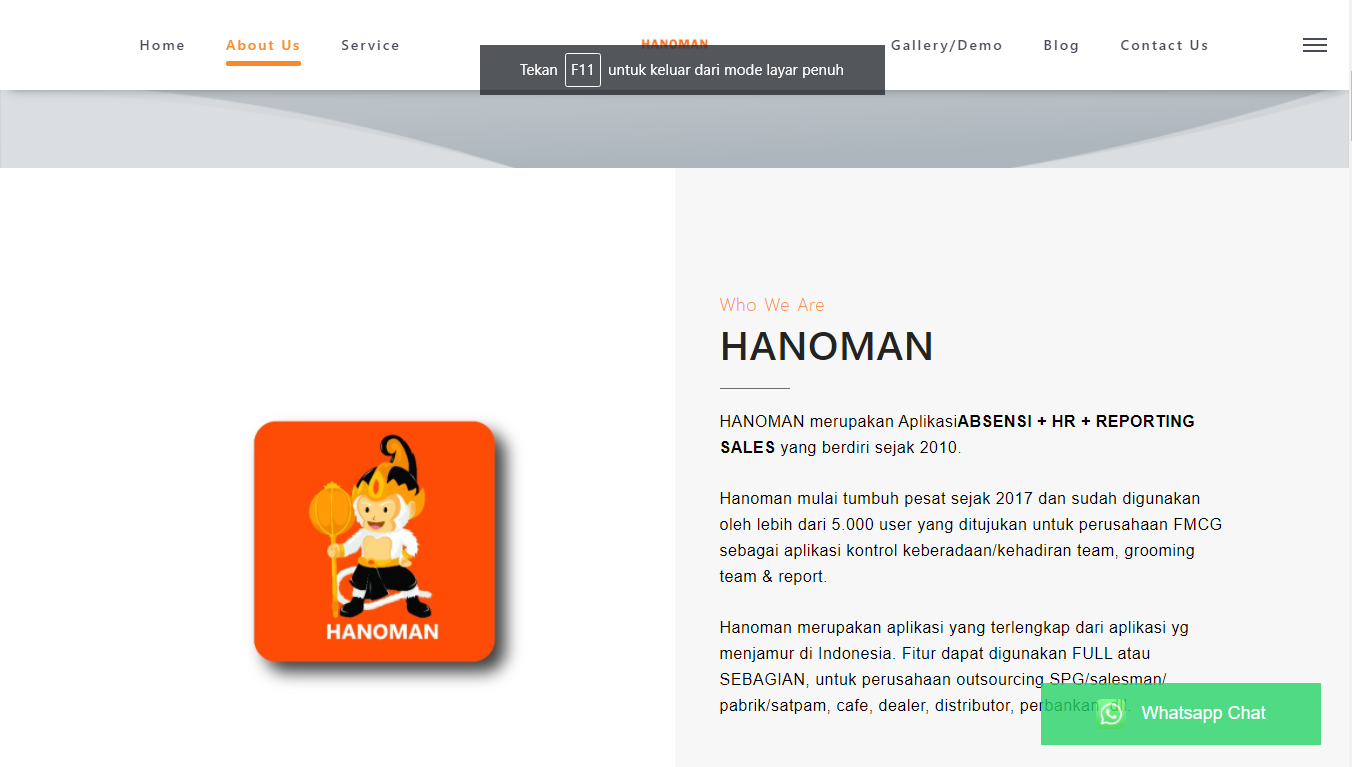 Home About Us Service HANOMAN Gallery/Demo Blog Contact Us
Tekan F11 untuk keluar dari mode layar penuh
Who We Are
HANOMAN
HANOMAN merupakan AplikasiABSENSI + HR + REPORTING
SALES yang berdiri sejak 2010.
Hanoman mulai tumbuh pesat sejak 2017 dan sudah digunakan
oleh lebih dari 5.000 user yang ditujukan untuk perusahaan FMCG
sebagai aplikasi kontrol keberadaan/kehadiran team, grooming
team & report.
Hanoman merupakan aplikasi yang terlengkap dari aplikasi yg
menjamur di Indonesia. Fitur dapat digunakan FULL atau
SEBAGIAN, untuk perusahaan outsourcing SPG/salesman/
pabrik/satpam, cafe, dealer, distributor, perbankan
HANOMAN
Whatsapp Chat